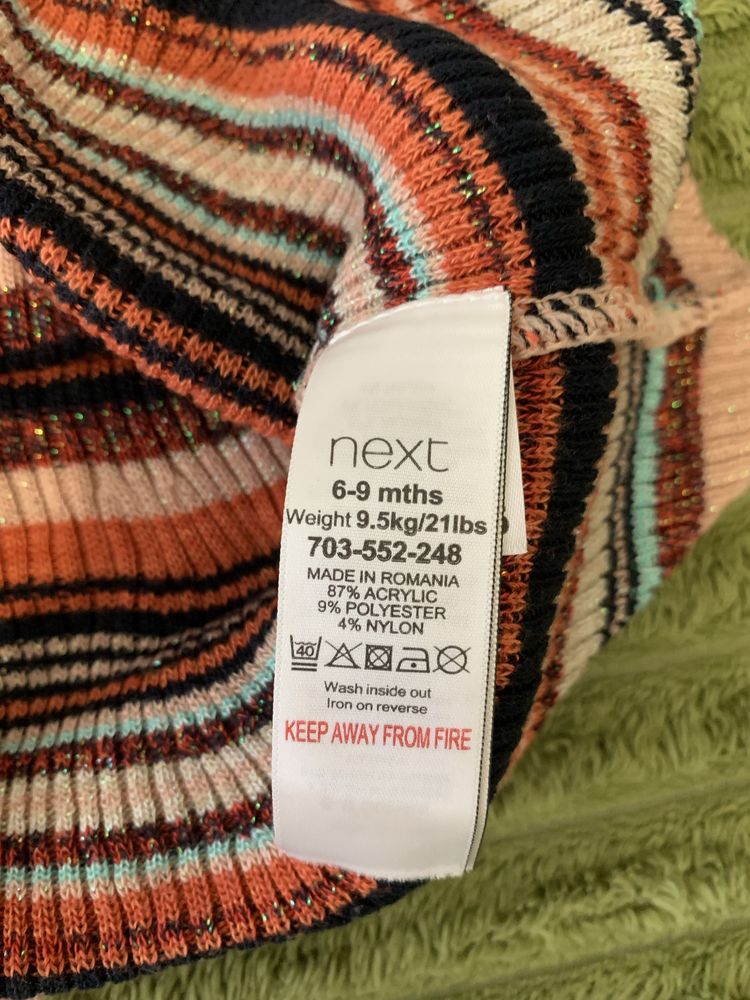 next
6-9 mths
Weight 9.5kg/21lbs
703-552-248
MADE IN ROMANIA
87% ACRYLIC
9% POLYESTER
4% NYLON
40
Wash inside out
Iron on reverse
KEEP AWAY FROM FIRE